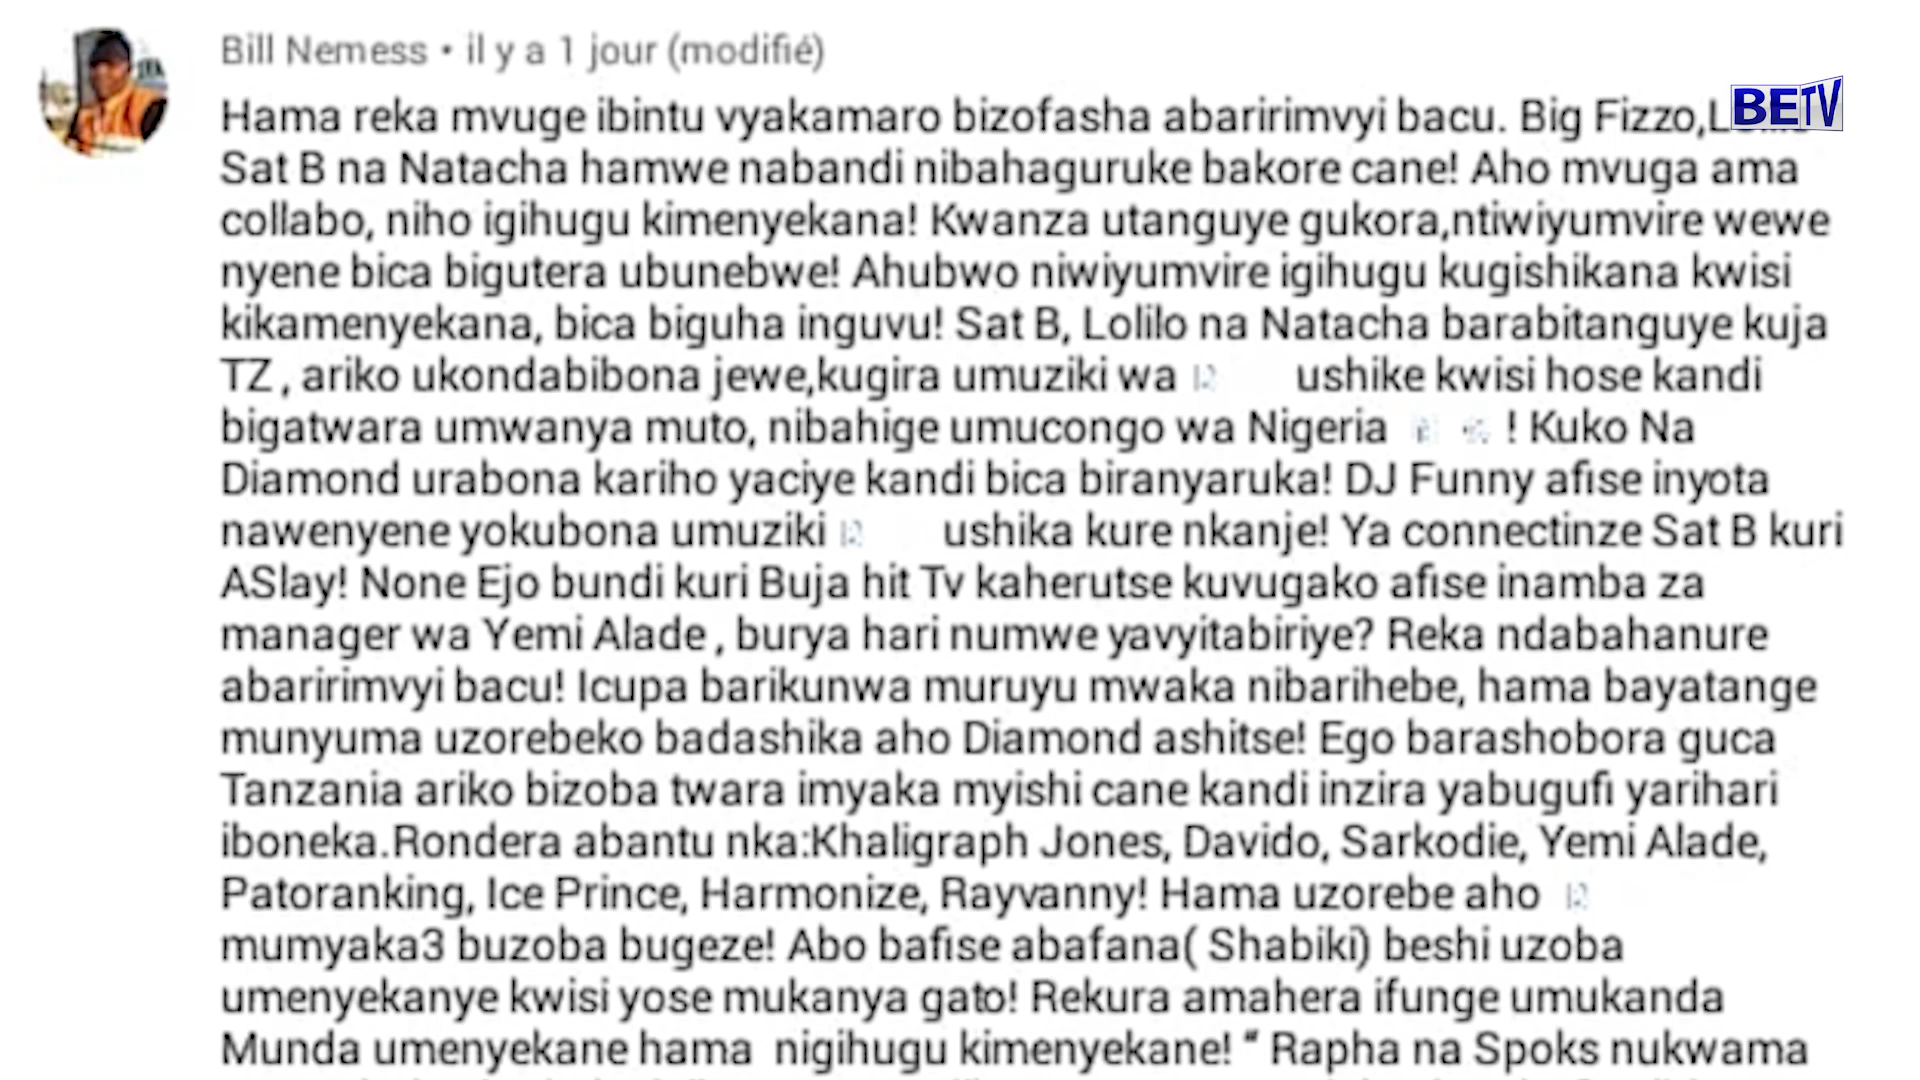 Bill Nemess • il y a 1 jour (modifié)
Hama reka mvuge ibintu vyakamaro bizofasha abaririmvyi bacu. Big Fizzo,
BETV
Sat B na Natacha hamwe nabandi nibahaguruke bakore cane! Aho mvuga ama
collabo, niho igihugu kimenyekana! Kwanza utanguye gukora,ntiwiyumvire wewe
nyene bica bigutera ubunebwe! Ahubwo niwiyumvire igihugu kugishikana kwisi
kikamenyekana, bica biguha inguvu! Sat B, Lolilo na Natacha barabitanguye kuja
TZ , ariko ukondabibona jewe,kugira umuziki wa ushike kwisi hose kandi
bigatwara umwanya muto, nibahige umucongo wa Nigeria ! Kuko Na
Diamond urabona kariho yaciye kandi bica biranyaruka! DJ Funny afise inyota
nawenyene yokubona umuziki ushika kure nkanje! Ya connectinze Sat B kuri
ASlay! None Ejo bundi kuri Buja hit Tv kaherutse kuvugako afise inamba za
manager wa Yemi Alade , burya hari numwe yavyitabiriye? Reka ndabahanure
abaririmvyi bacu! Icupa barikunwa muruyu mwaka nibarihebe, hama bayatange
munyuma uzorebeko badashika aho Diamond ashitse! Ego barashobora guca
Tanzania ariko bizoba twara imyaka myishi cane kandi inzira yabugufi yarihari
iboneka.Rondera abantu nka:Khaligraph Jones, Davido, Sarkodie, Yemi Alade,
Patoranking, Ice Prince, Harmonize, Rayvanny! Hama uzorebe aho
mumyaka3 buzoba bugeze! Abo bafise abafana( Shabiki) beshi uzoba
umenyekanye kwisi yose mukanya gato! Rekura amahera ifunge umukanda
Munda umenyekane hama nigihugu kimenyekane! “ Rapha na Spoks nukwama